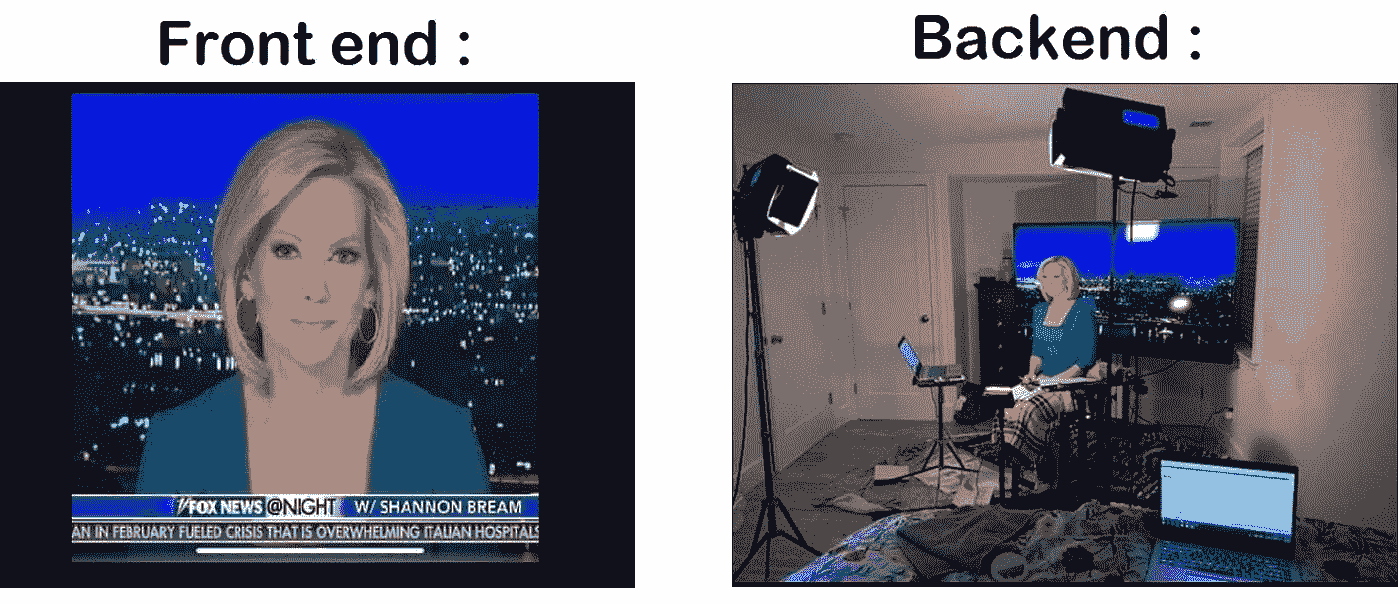 Front end :
Backend :
FOX NEWS @NIGHT W/ SHANNON BREAM
AN IN FEBRUARY FUELED CRISIS THAT IS OVERWHELMING ITALIAN HOSPITALS